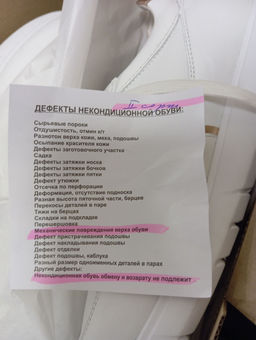 II сорт
ДЕФЕКТЫ НЕКОНДИЦИОННОЙ ОБУВИ:
Сырьевые пороки
Отдушистость, отмин к/т
Разнотон верха кожи, меха, подошвы
Осыпание красителя кожи
Дефекты заготовочного участка
Садка
Дефекты затяжки носка
Дефекты затяжки бочков
Дефекты затяжки пятки
Дефект утюжки
Отсечка по перфорации
Деформация, отсутствие подноска
Разная высота пяточной части, берцев
Перекосы деталей в паре
Тяжи на берцах
Складки на подкладке
Перешершовка
Механические повреждения верха обуви
Дефект пристрачивания подошвы
Дефект накладывания подошвы
Дефект отделки
Дефект подошвы, каблука
Разный размер одноименных деталей в парах
Другие дефекты:
Некондиционная обувь обмену и возврату не подлежит